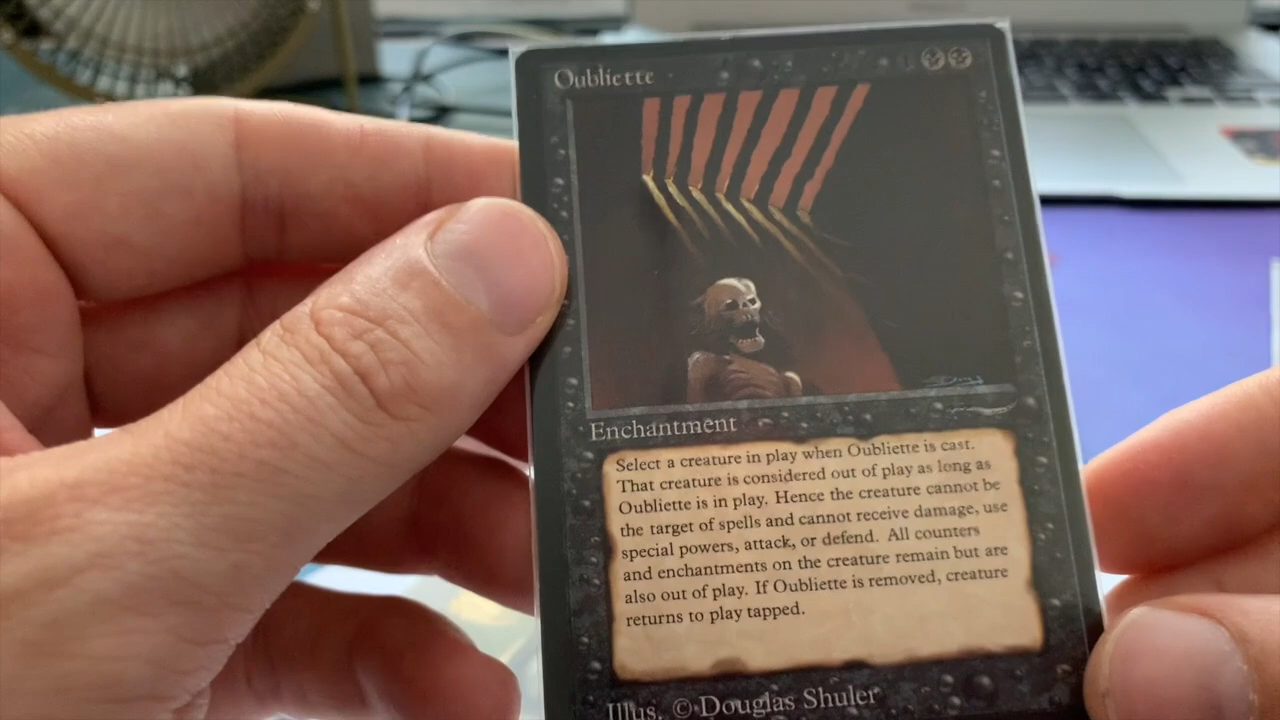 Oubliette 1
Enchantment
Select a creature in play when Oubliette is cast.
That creature is considered out of play as long as
Oubliette is in play. Hence the creature cannot be
the target of spells and cannot receive damage, use
special powers, attack, or defend. All counters
and enchantments on the creature remain but are
also out of play. If Oubliette is removed, creature
returns to play tapped.
Illus. © Douglas Shuler